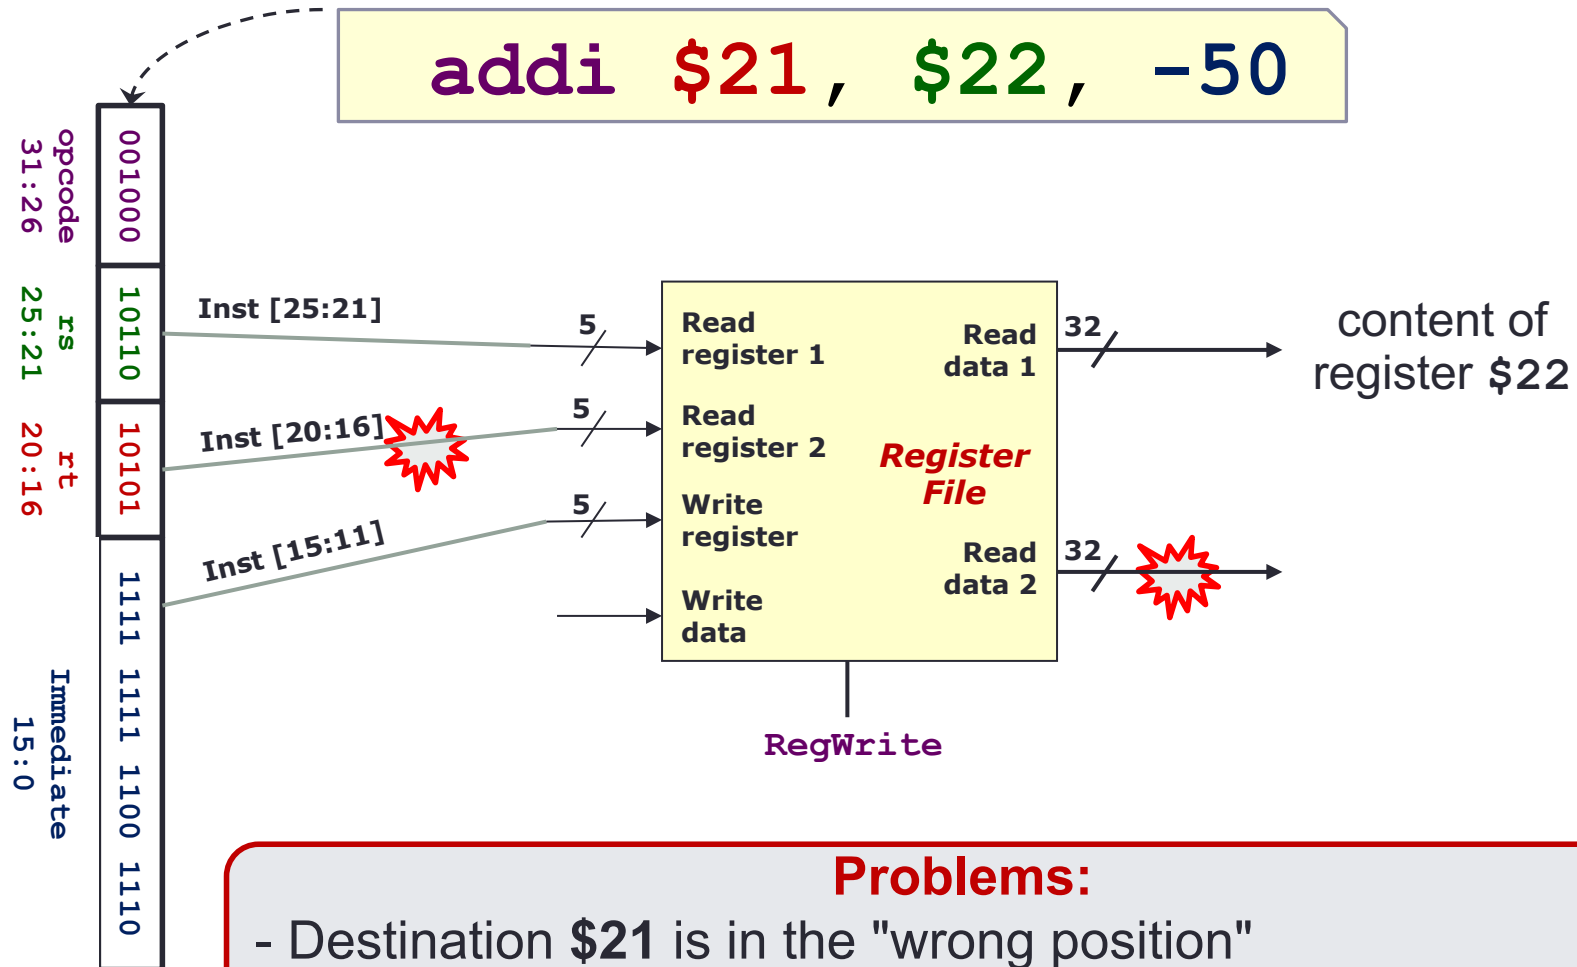 addi $21, $22, -50
opcode
31:26
001000
rs
25:21
10110
rt
20:16
10101
Immediate
15:0
1111 1111 1100 1110
Inst [25:21]
5
Inst [20:16]
5
Inst [15:11]
5
Read
register 1
Read
register 2
Write
register
Write
data
Register
File
Read
data 1
Read
data 2
32
32
content of
register $22
RegWrite
Problems:
- Destination $21 is in the "wrong position"